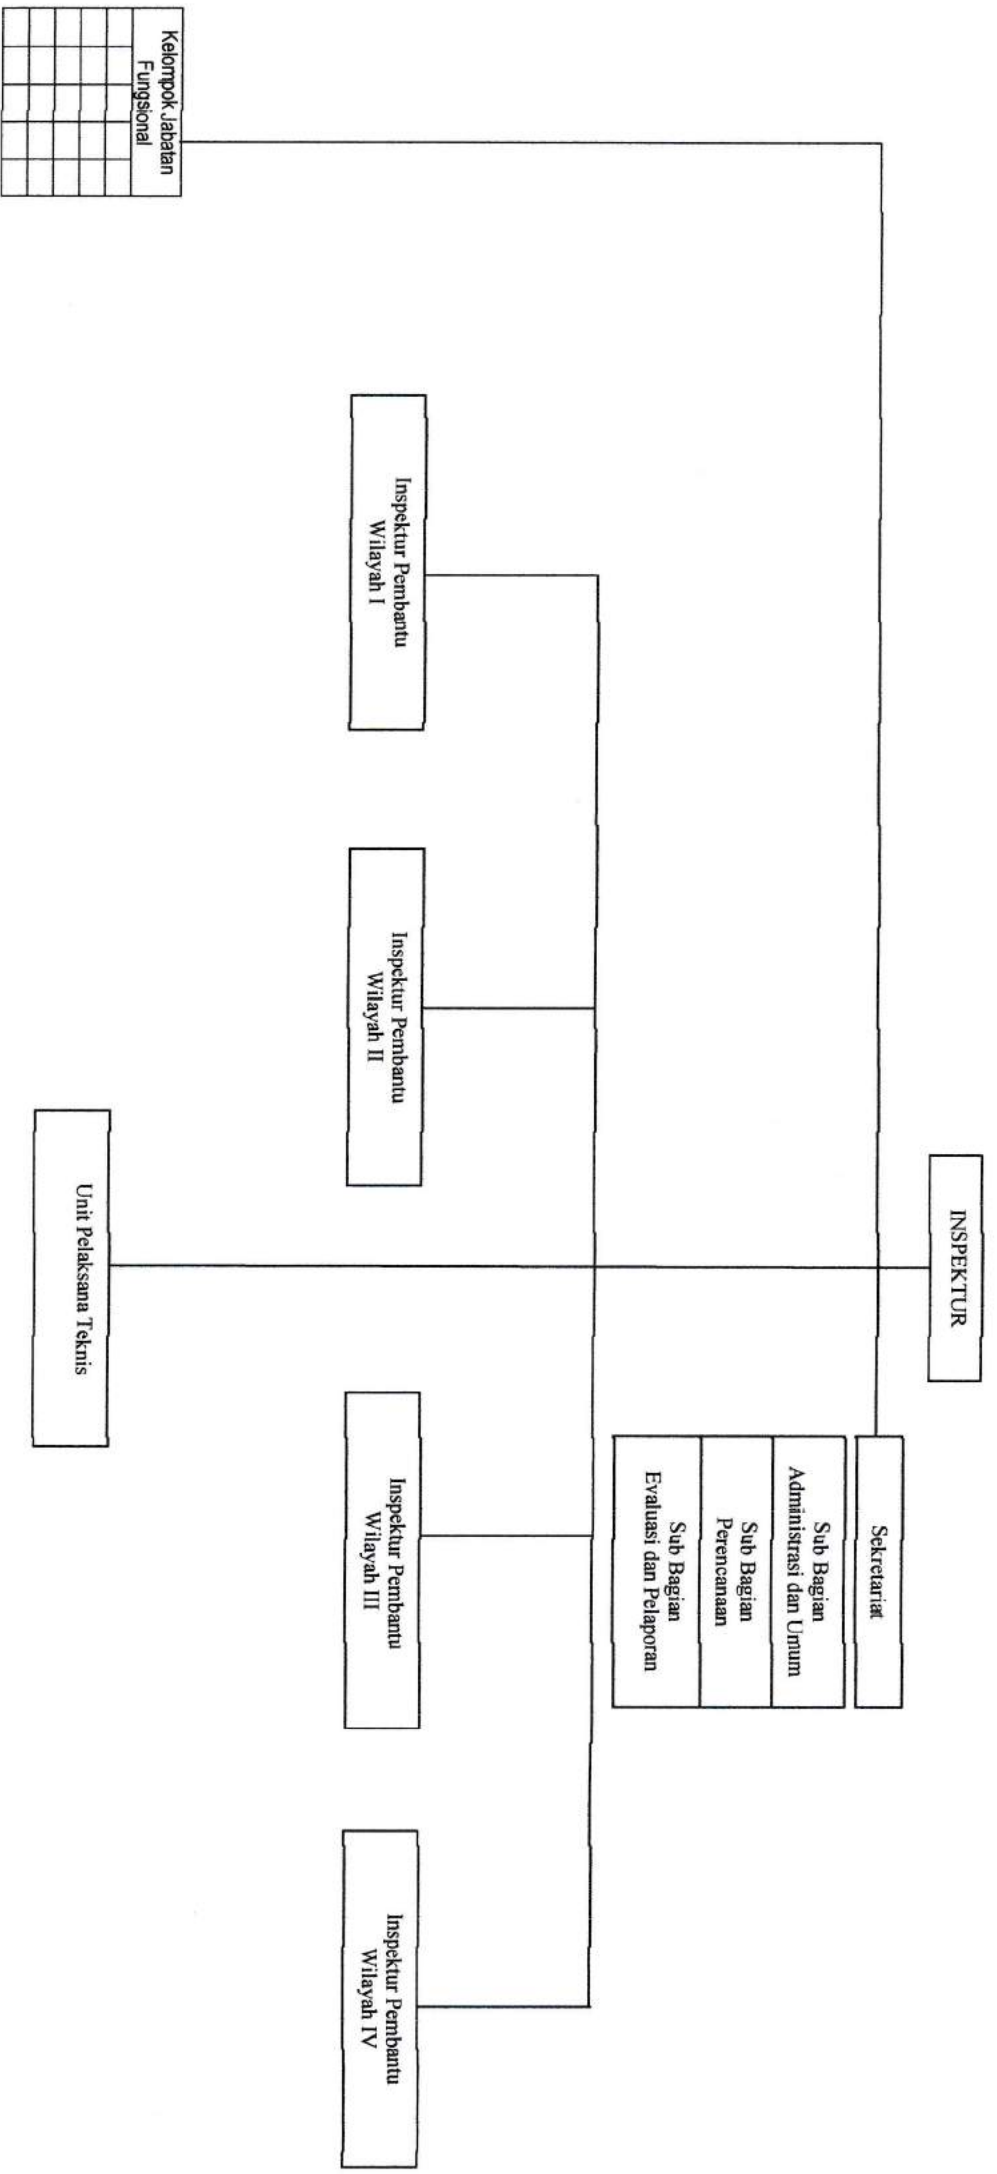 INSPEKTUR
Sekretariat
Sub Bagian
Administrasi dan Umum
Sub Bagian
Perencanaan
Sub Bagian
Evaluasi dan Pelaporan
Inspektur Pembantu
Wilayah I
Inspektur Pembantu
Wilayah II
Inspektur Pembantu
Wilayah III
Inspektur Pembantu
Wilayah IV
Kelompok Jabatan
Fungsional
Unit Pelaksana Teknis